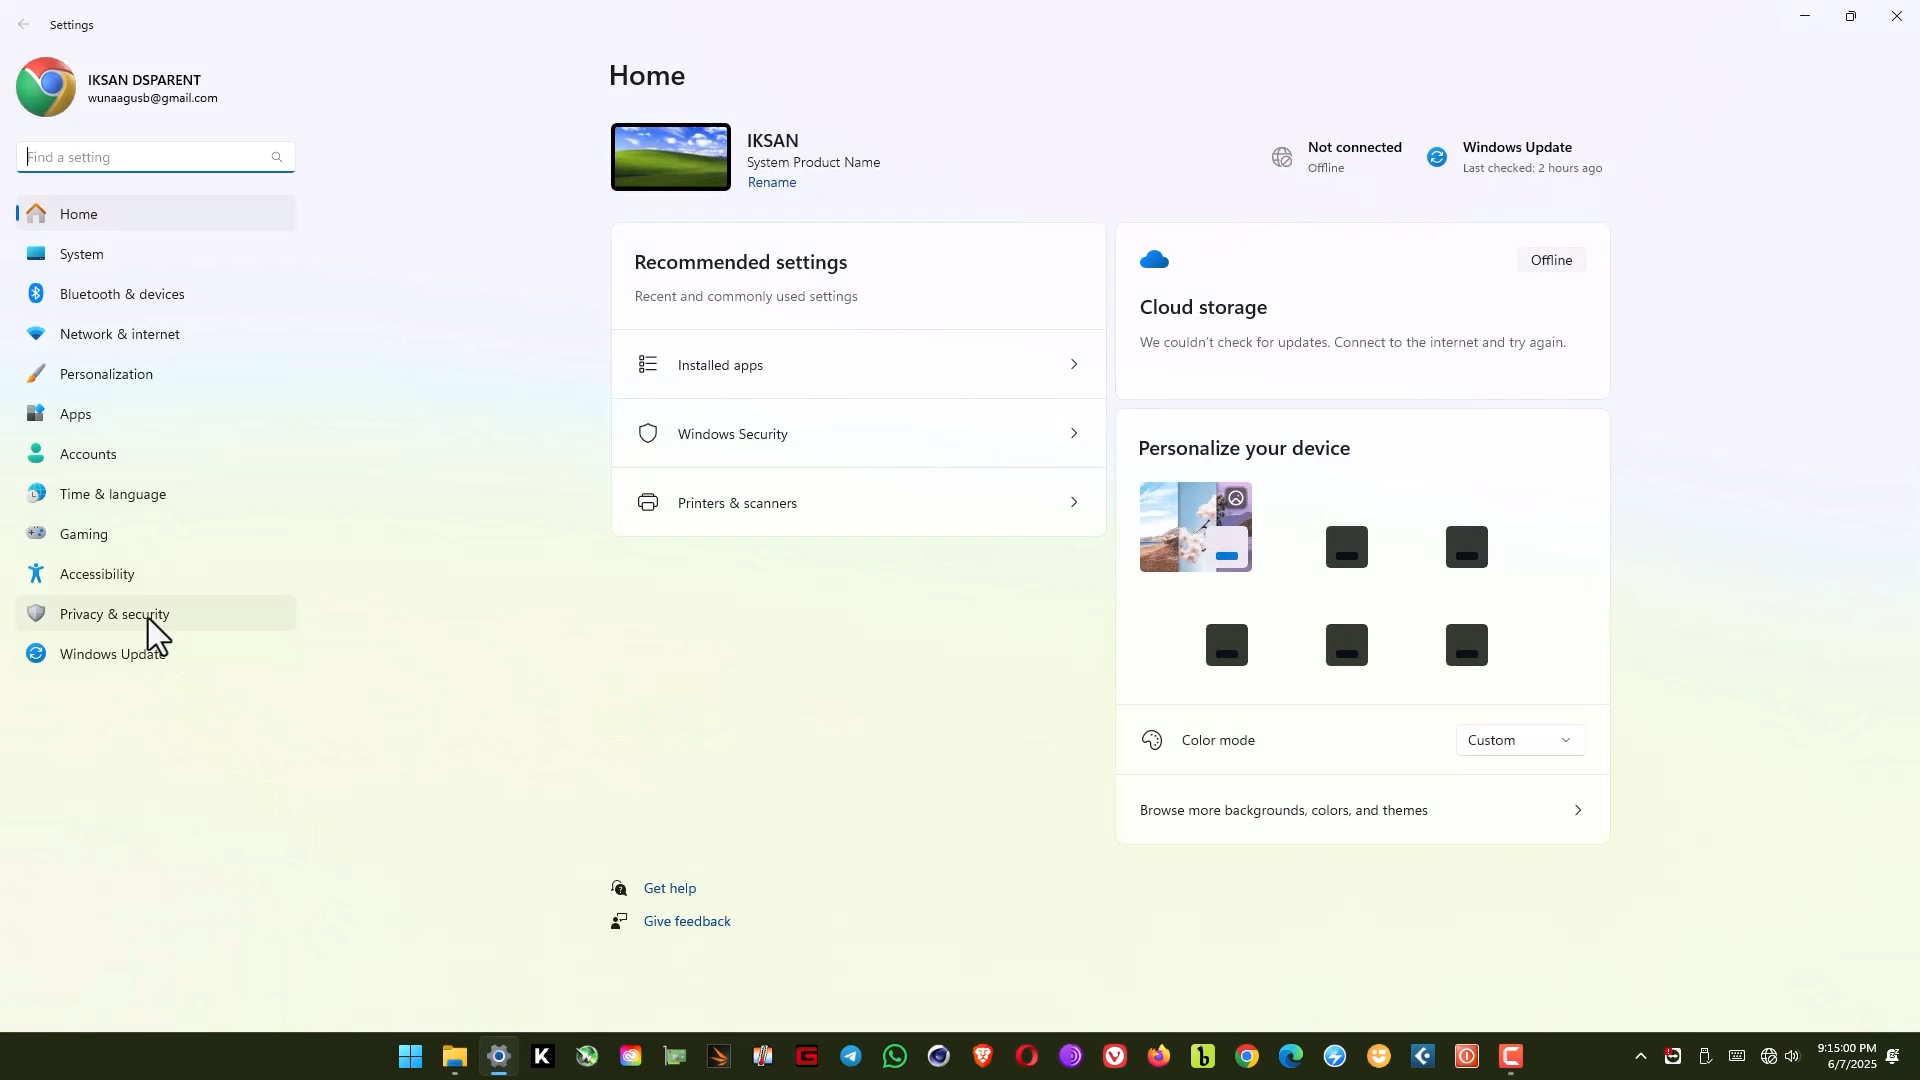 Settings
IKSAN DSPARENT
wunaagusb@gmail.com
Find a setting
Home
System
Bluetooth & devices
Network & internet
Personalization
Apps
Accounts
Time & language
Gaming
Accessibility
Privacy & security
Windows Update
Home
IKSAN
System Product Name
Rename
Not connected
Offline
Windows Update
Last checked: 2 hours ago
Recommended settings
Recent and commonly used settings
Installed apps
Windows Security
Printers & scanners
Offline
Cloud storage
We couldn't check for updates. Connect to the internet and try again.
Personalize your device
Color mode
Custom
Browse more backgrounds, colors, and themes
Get help
Give feedback
9:15:00 PM
6/7/2025